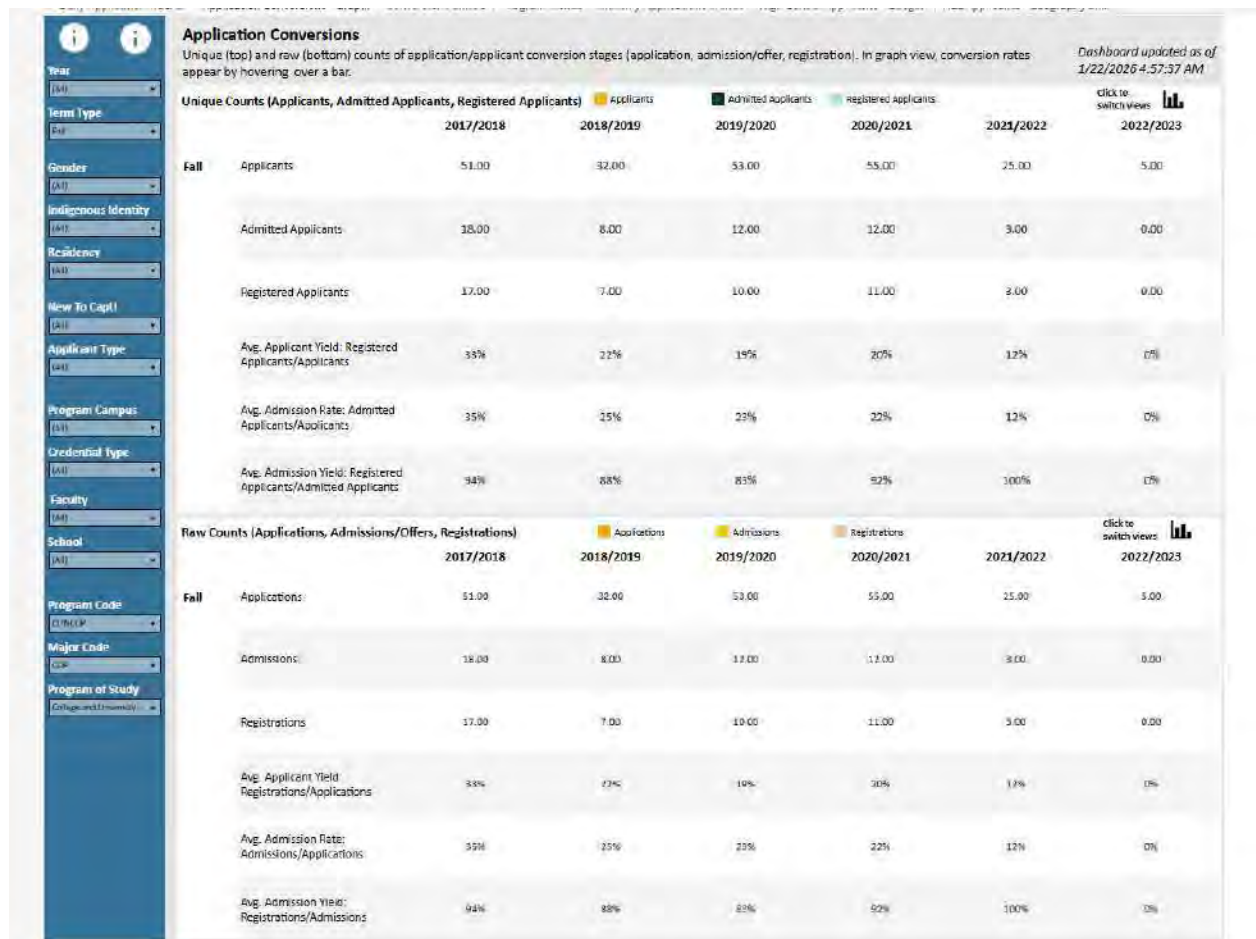 Application Conversions
Unique (top) and raw (bottom) counts of application/applicant conversion stages (application, admission/offer, registration). In graph view, conversion rates
appear by hovering over a bar.
Dashboard updated as of
1/22/2026 4:57:37 AM
Year
(All)
Term Type
Fall
Gender
(All)
Indigenous Identity
(All)
Residency
(All)
New To CapU
(All)
Applicant Type
(All)
Program Campus
(All)
Credential Type
(All)
Faculty
(All)
School
(All)
Program Code
Major Code
Program of Study
Unique Counts (Applicants, Admitted Applicants, Registered Applicants) Applicants Admitted Applicants Registered Applicants
Click to
switch views
2017/2018 2018/2019 2019/2020 2020/2021 2021/2022 2022/2023
Fall Applicants 51.00 32.00 53.00 55.00 25.00 5.00
Admitted Applicants 18.00 8.00 12.00 12.00 3.00 0.00
Registered Applicants 17.00 7.00 10.00 11.00 3.00 0.00
Avg. Applicant Yield: Registered
Applicants/Applicants 33% 22% 19% 20% 12% 0%
Avg. Admission Rate: Admitted
Applicants/Applicants 35% 25% 23% 22% 12% 0%
Avg. Admission Yield: Registered
Applicants/Admitted Applicants 94% 88% 83% 92% 100% 0%
Raw Counts (Applications, Admissions/Offers, Registrations) Applications Admissions Registrations
Click to
switch views
2017/2018 2018/2019 2019/2020 2020/2021 2021/2022 2022/2023
Fall Applications 51.00 32.00 53.00 55.00 25.00 5.00
Admissions 18.00 8.00 12.00 12.00 3.00 0.00
Registrations 17.00 7.00 10.00 11.00 3.00 0.00
Avg. Applicant Yield
Registrations/Applications 33% 22% 19% 20% 12% 0%
Avg. Admission Rate:
Admissions/Applications 35% 25% 23% 22% 12% 0%
Avg. Admission Yield:
Registrations/Admissions 94% 88% 83% 92% 100% 0%